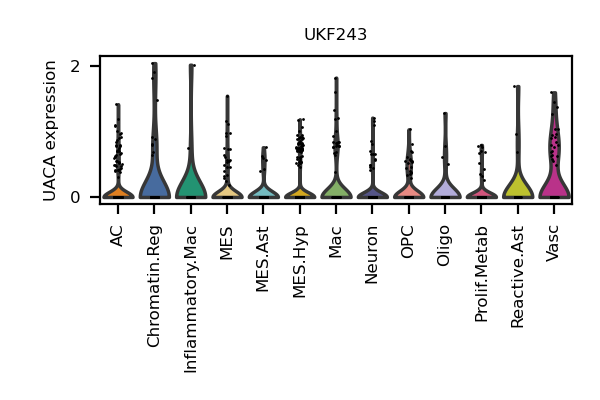 UKF243
UACA expression
2
0
AC
Chromatin.Reg
Inflammatory.Mac
MES
MES.Ast
MES.Hyp
Mac
Neuron
OPC
Oligo
Prolif.Metab
Reactive.Ast
Vasc